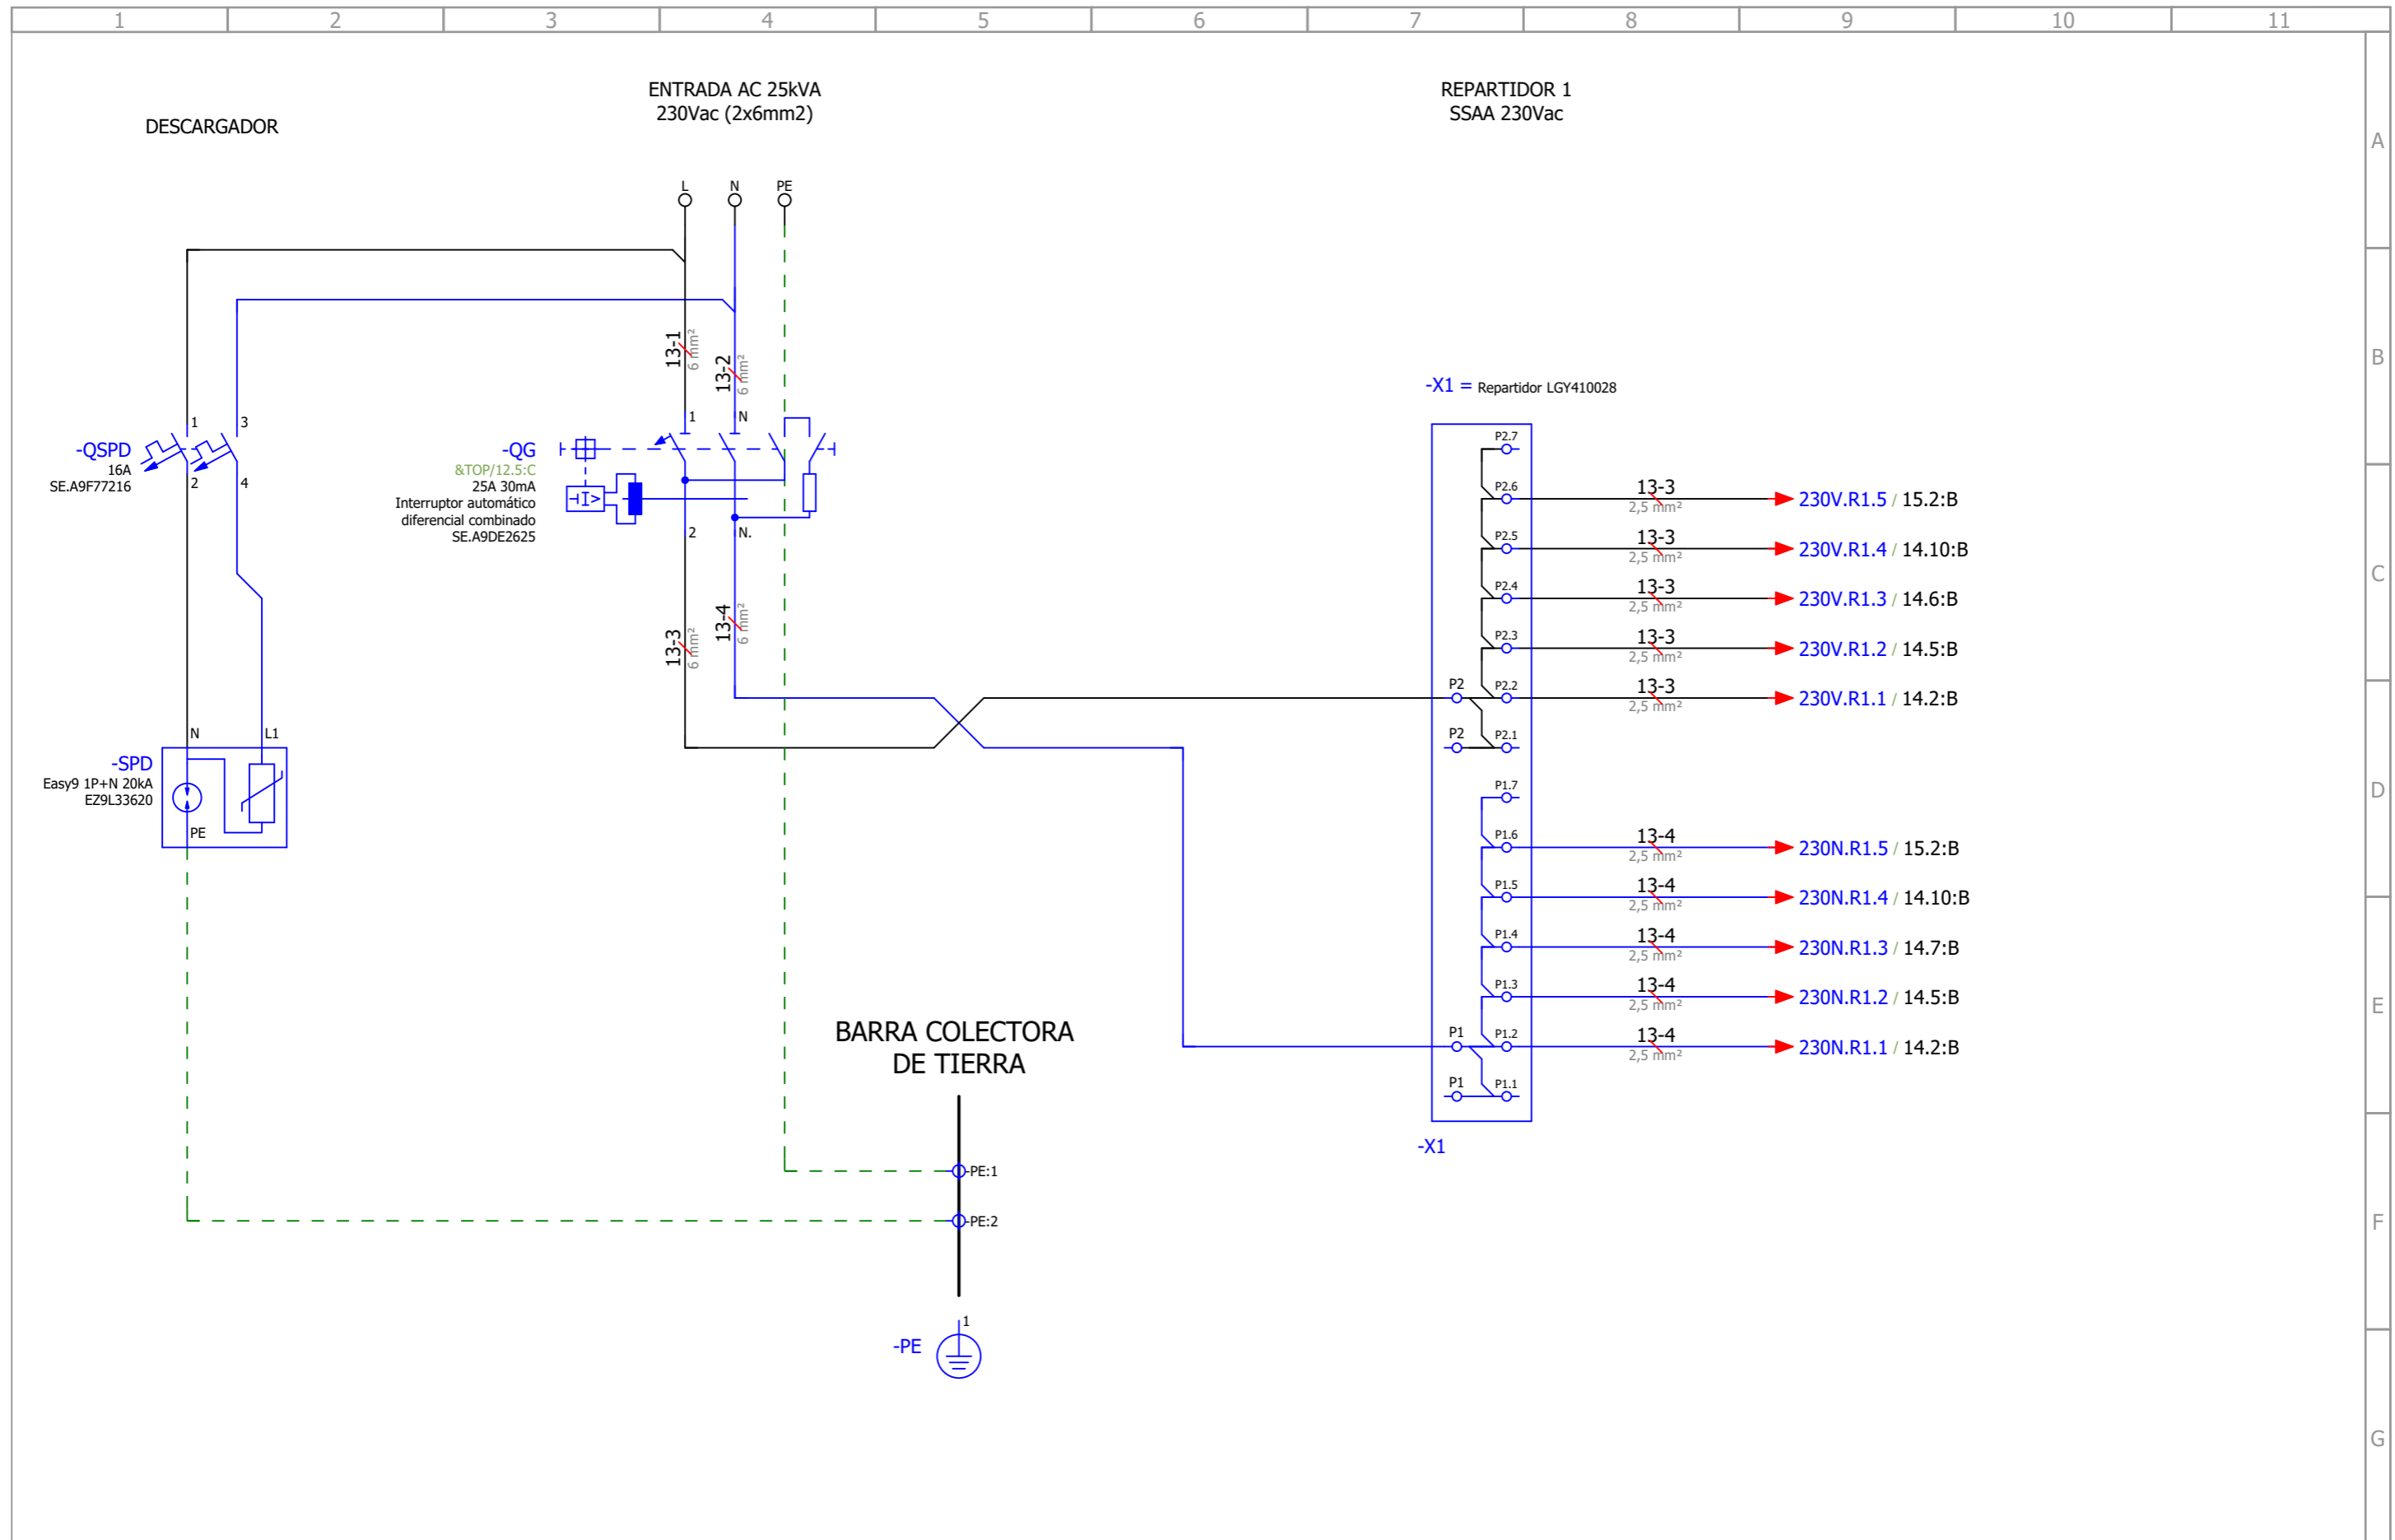 1 2 3 4 5 6 7 8 9 10 11
A
B
C
D
E
F
G
DESCARGADOR
ENTRADA AC 25kVA
230Vac (2x6mm2)
REPARTIDOR 1
SSAA 230Vac
L N PE
13-1
6 mm²
13-2
6 mm²
1
3
-QSPD
16A
SE.A9F77216
2
4
1
N
-QG
&TOP/12.5:C
25A 30mA
Interruptor automático
diferencial combinado
SE.A9DE2625
I>
2
N.
13-3
6 mm²
13-4
6 mm²
N
L1
-SPD
Easy9 1P+N 20kA
EZ9L33620
PE
BARRA COLECTORA
DE TIERRA
-PE:1
-PE:2
1
-PE
-X1 = Repartidor LGY410028
P2.7
P2.6
13-3
2,5 mm²
230V.R1.5 / 15.2:B
P2.5
13-3
2,5 mm²
230V.R1.4 / 14.10:B
P2.4
13-3
2,5 mm²
230V.R1.3 / 14.6:B
P2.3
13-3
2,5 mm²
230V.R1.2 / 14.5:B
P2
P2.2
13-3
2,5 mm²
230V.R1.1 / 14.2:B
P2
P2.1
P1.7
P1.6
13-4
2,5 mm²
230N.R1.5 / 15.2:B
P1.5
13-4
2,5 mm²
230N.R1.4 / 14.10:B
P1.4
13-4
2,5 mm²
230N.R1.3 / 14.7:B
P1.3
13-4
2,5 mm²
230N.R1.2 / 14.5:B
P1
P1.2
13-4
2,5 mm²
230N.R1.1 / 14.2:B
P1
P1.1
-X1